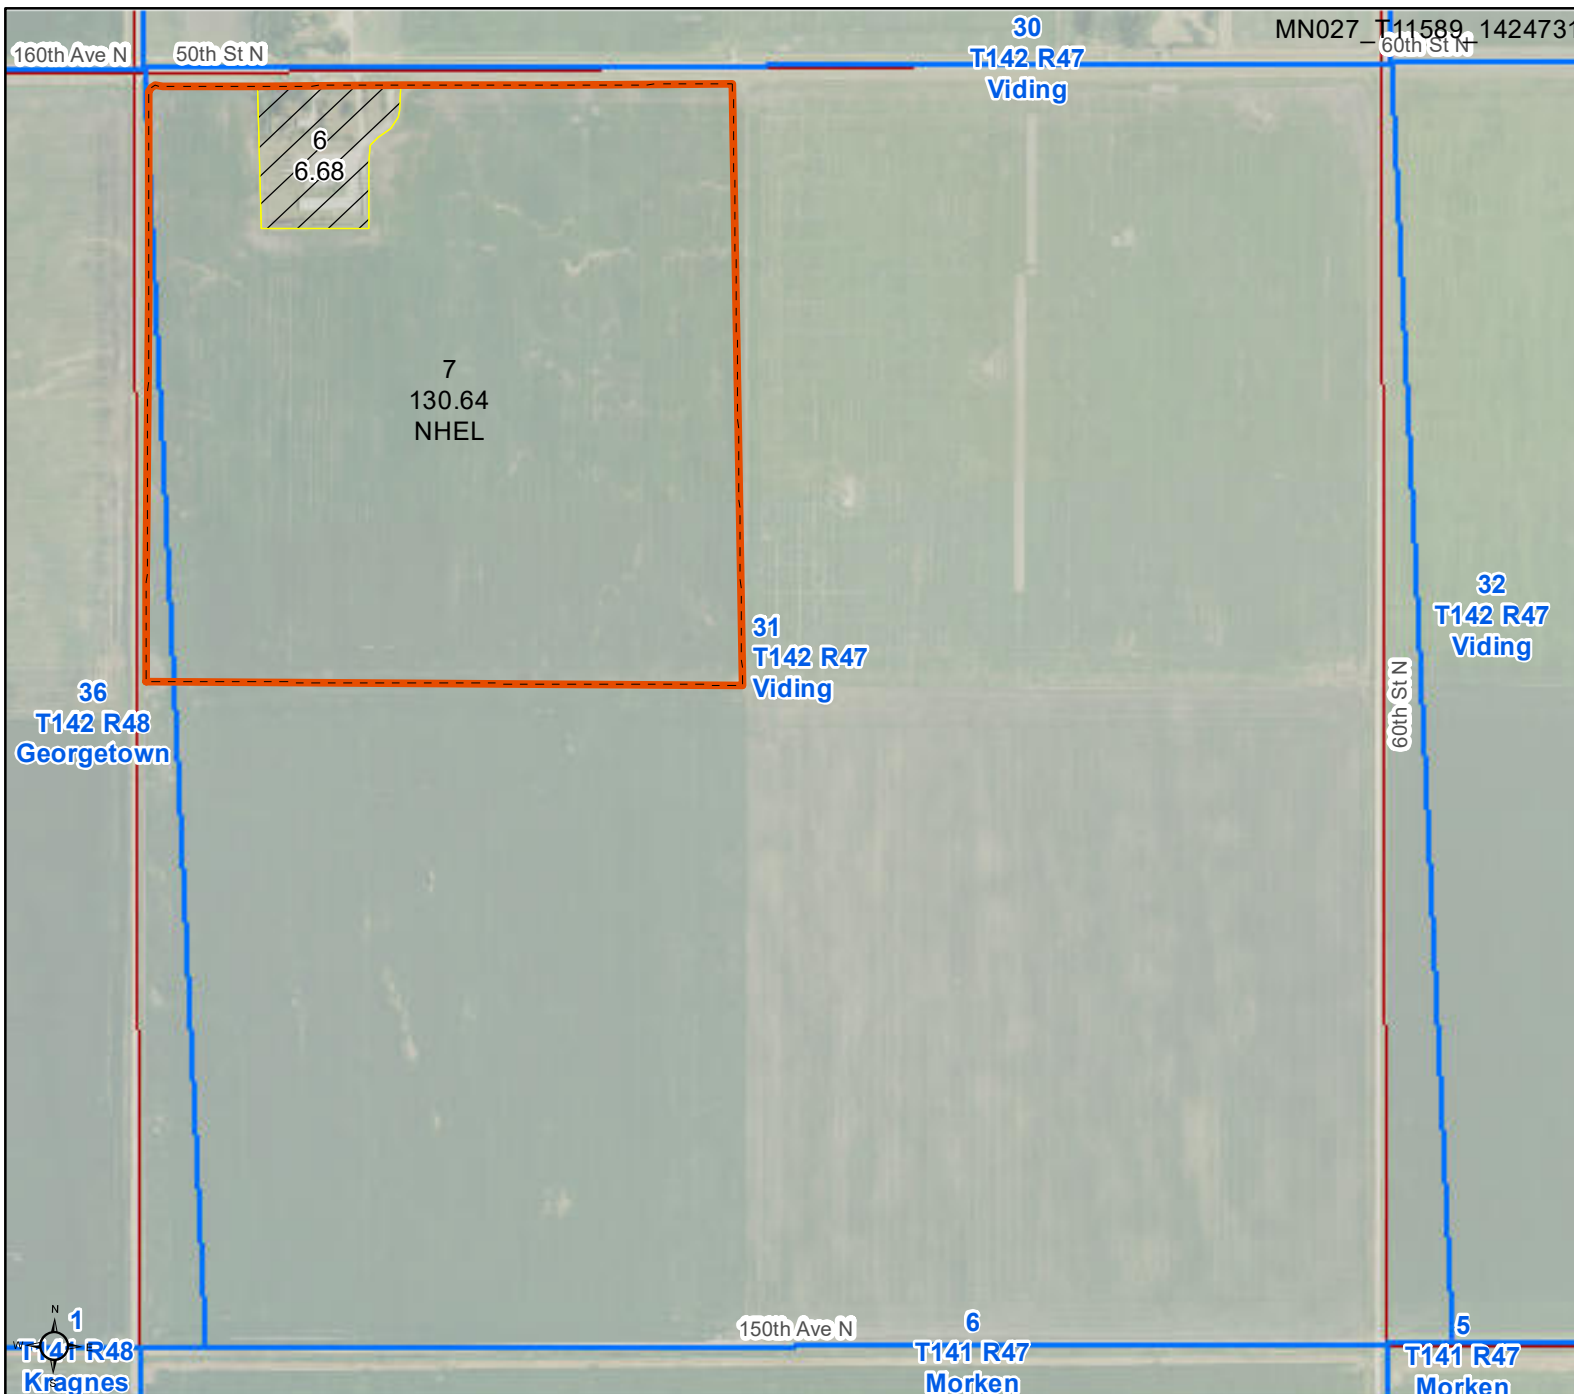 30
T142 R47
Viding
MN027_T11589_1424731
160th Ave N
50th St N
60th St N
6
6.68
7
130.64
NHEL
31
T142 R47
Viding
32
T142 R47
Viding
60th St N
36
T142 R48
Georgetown
N
W
E
S
1
T141 R48
Kragnes
150th Ave N
6
T141 R47
Morken
5
T141 R47
Morken